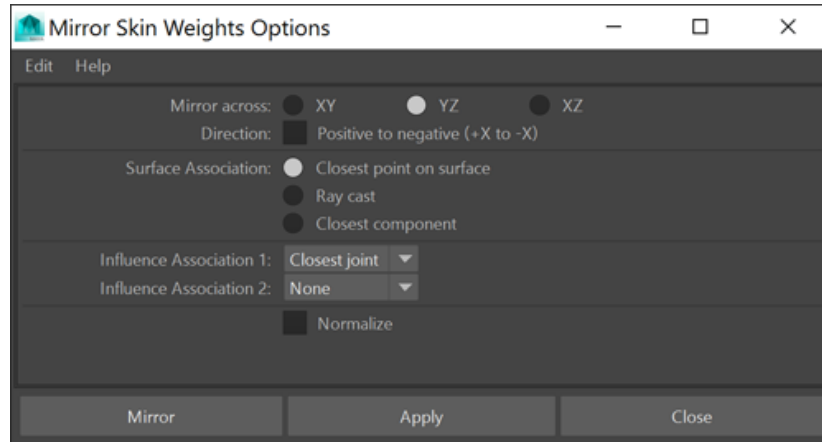 Mirror Skin Weights Options
Edit Help
Mirror across: XY YZ XZ
Direction: Positive to negative (+X to -X)
Surface Association: Closest point on surface
Ray cast
Closest component
Influence Association 1: Closest joint
Influence Association 2: None
Normalize
Mirror Apply Close